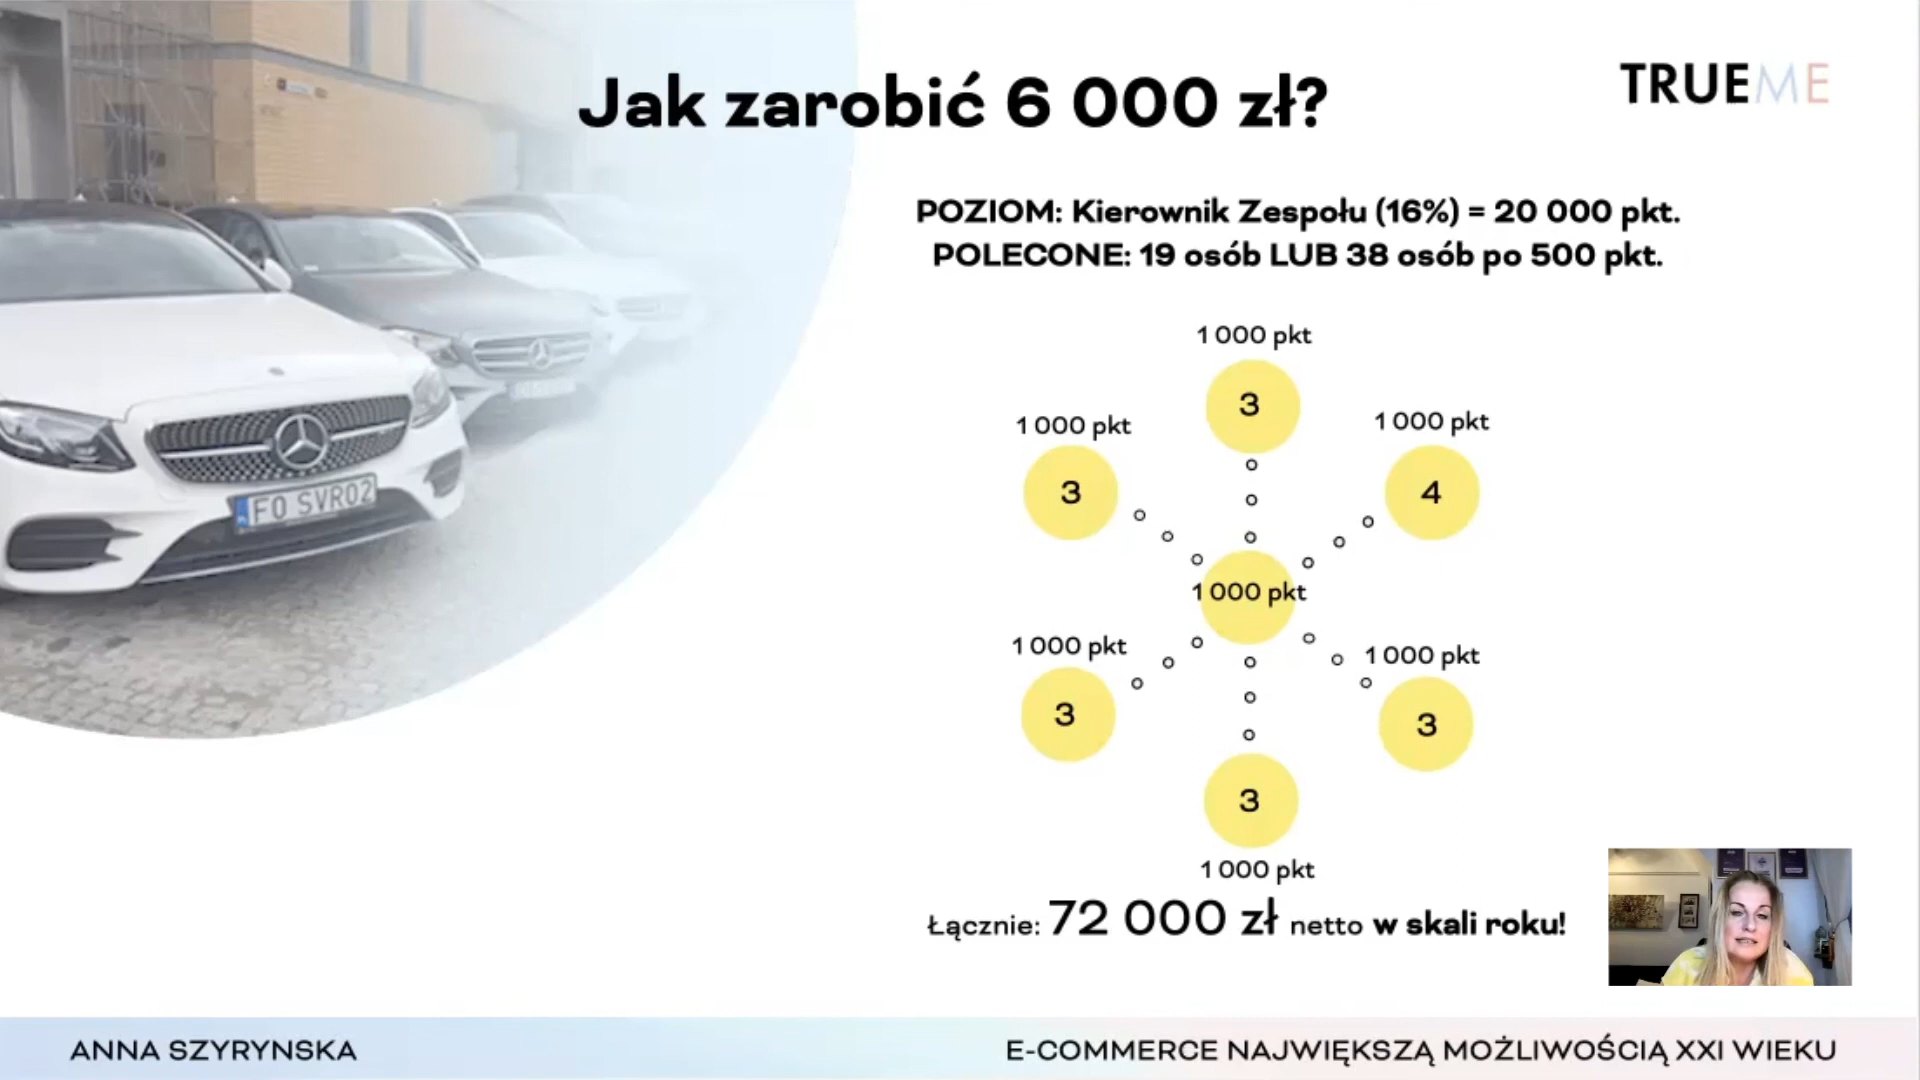 Jak zarobić 6 000 zł?
TRUEME
POZIOM: Kierownik Zespołu (16%) = 20 000 pkt.
POLECONE: 19 osób LUB 38 osób po 500 pkt.
1 000 pkt
3
1 000 pkt
3
1 000 pkt
4
1 000 pkt
1 000 pkt
3
1 000 pkt
3
3
1 000 pkt
Łącznie: 72 000 zł netto w skali roku!
FO SVR02
ANNA SZYRYNSKA
E-COMMERCE NAJWIĘKSZĄ MOŻLIWOŚCIĄ XXI WIEKU